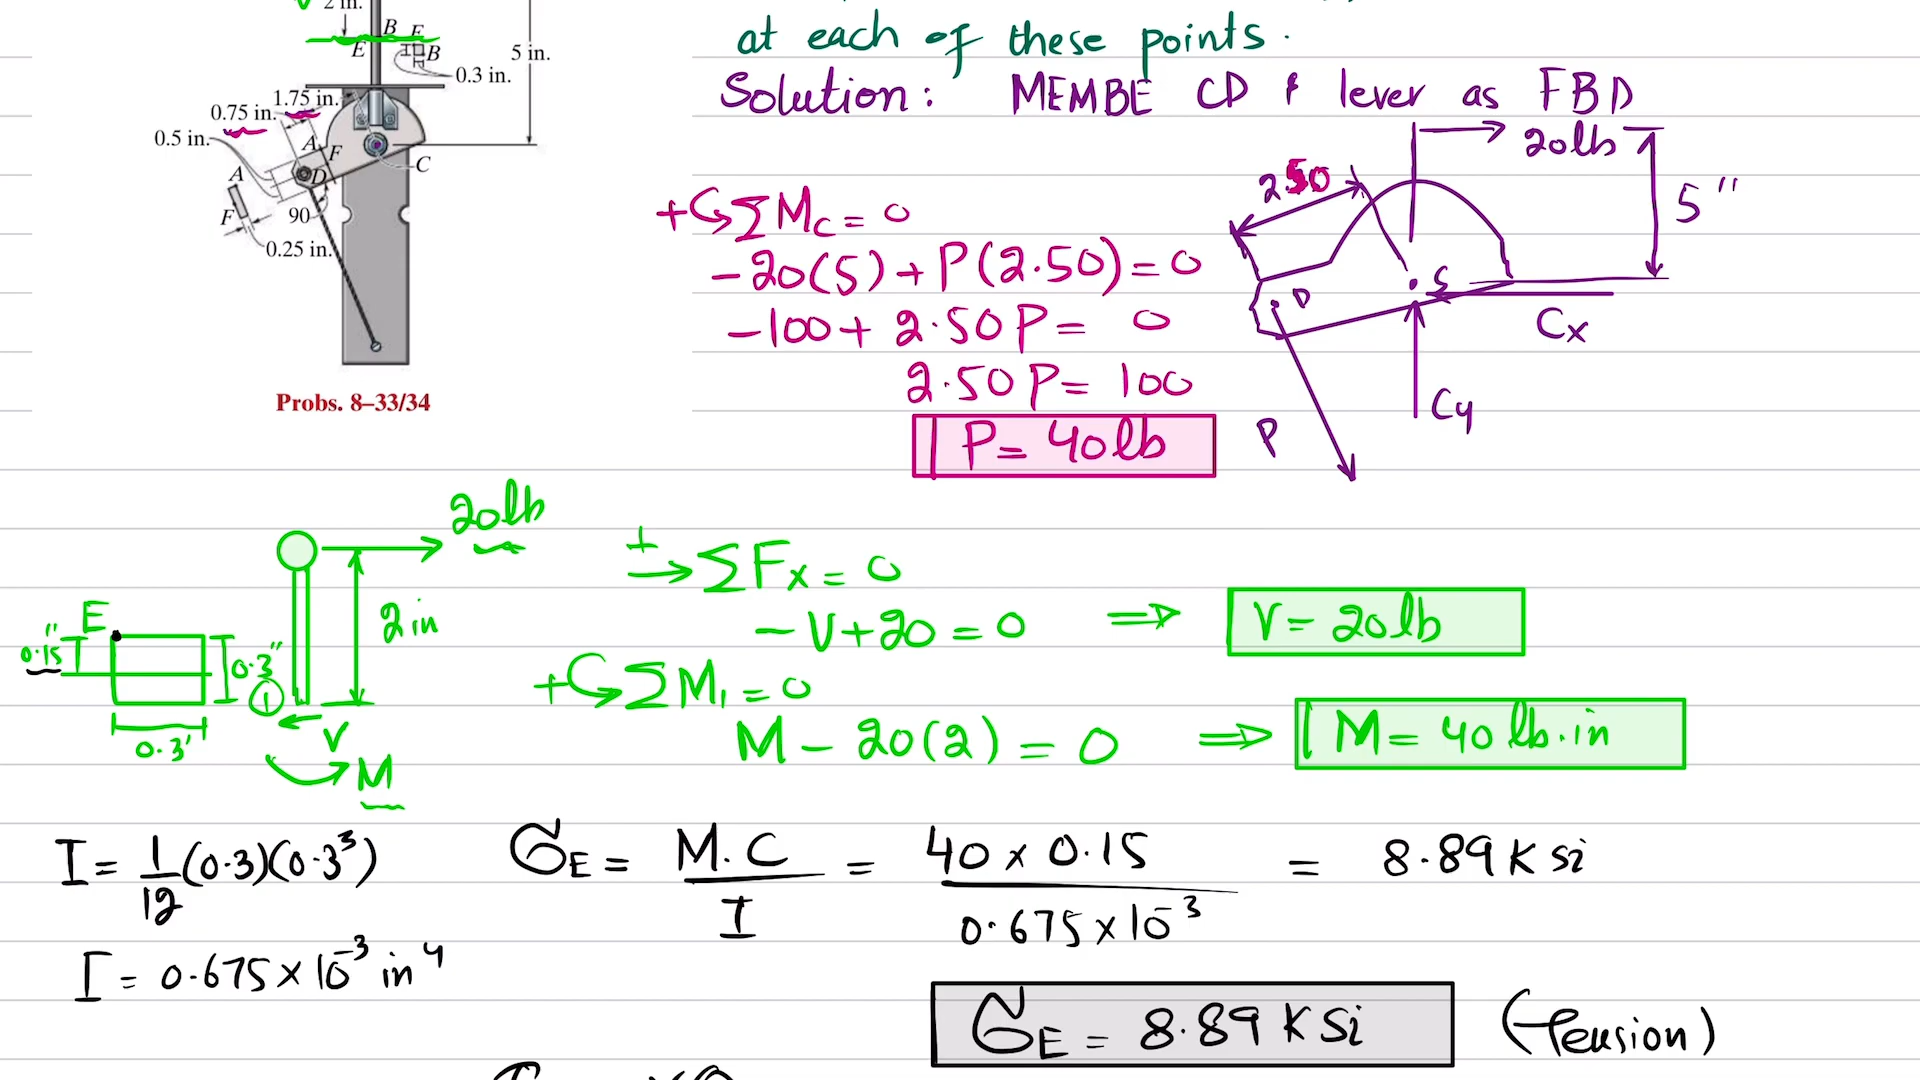 2 in.
B E
E B
5 in.
0.3 in.
1.75 in.
0.75 in.
0.5 in.
A
F
C
A
D
F
90
0.25 in.
Probs. 8–33/34
at each of these points.
Solution: MEMBE CD & lever as FBD
20lb
2.50
5"
+↺ΣMc = 0
-20(5) + P(2.50) = 0
-100 + 2.50P = 0
2.50P = 100
P = 40lb
D
Cx
Cy
P
20lb
2 in
E
0.15"
0.3"
1
0.3'
V
M
+→ ΣFx = 0
-V + 20 = 0 ⇒ V = 20lb
+↺ΣM1 = 0
M - 20(2) = 0 ⇒ M = 40 lb.in
I = 1/12 (0.3)(0.3³)
I = 0.675 × 10⁻³ in⁴
σE = M.C / I = 40 × 0.15 / 0.675 × 10⁻³ = 8.89 Ksi
σE = 8.89 KSi (Tension)